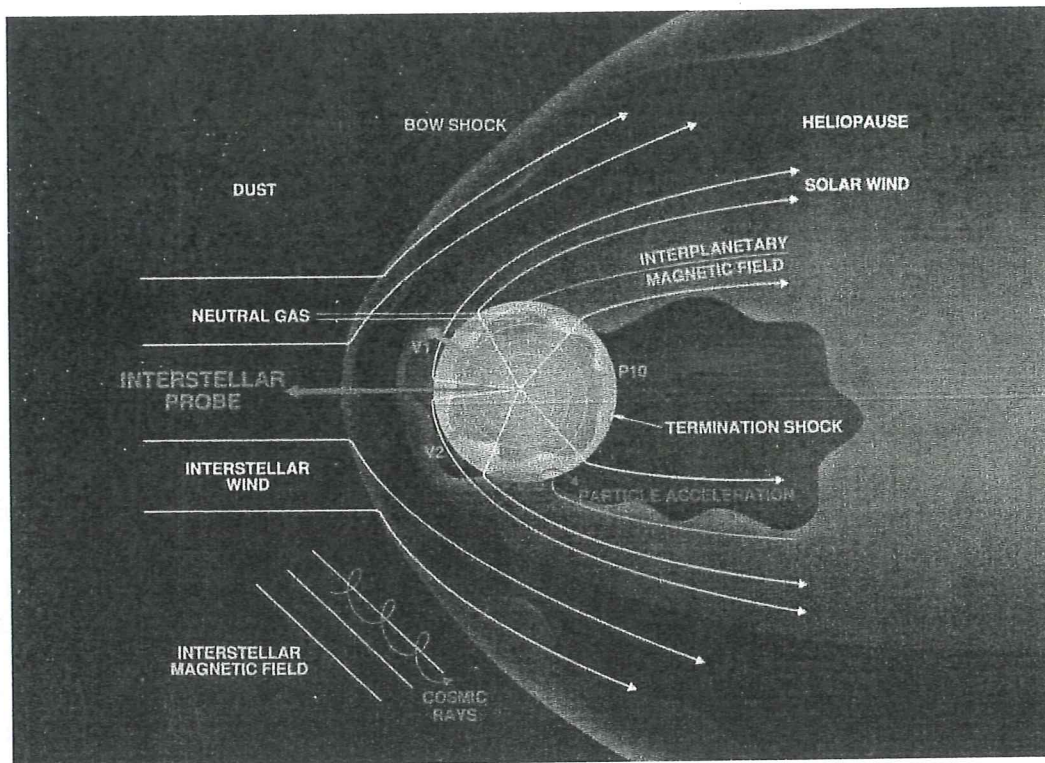 BOW SHOCK
HELIOPAUSE
DUST
SOLAR WIND
INTERPLANETARY
MAGNETIC FIELD
NEUTRAL GAS
V1
P10
INTERSTELLAR
PROBE
TERMINATION SHOCK
V2
INTERSTELLAR
WIND
PARTICLE ACCELERATION
INTERSTELLAR
MAGNETIC FIELD
COSMIC
RAYS